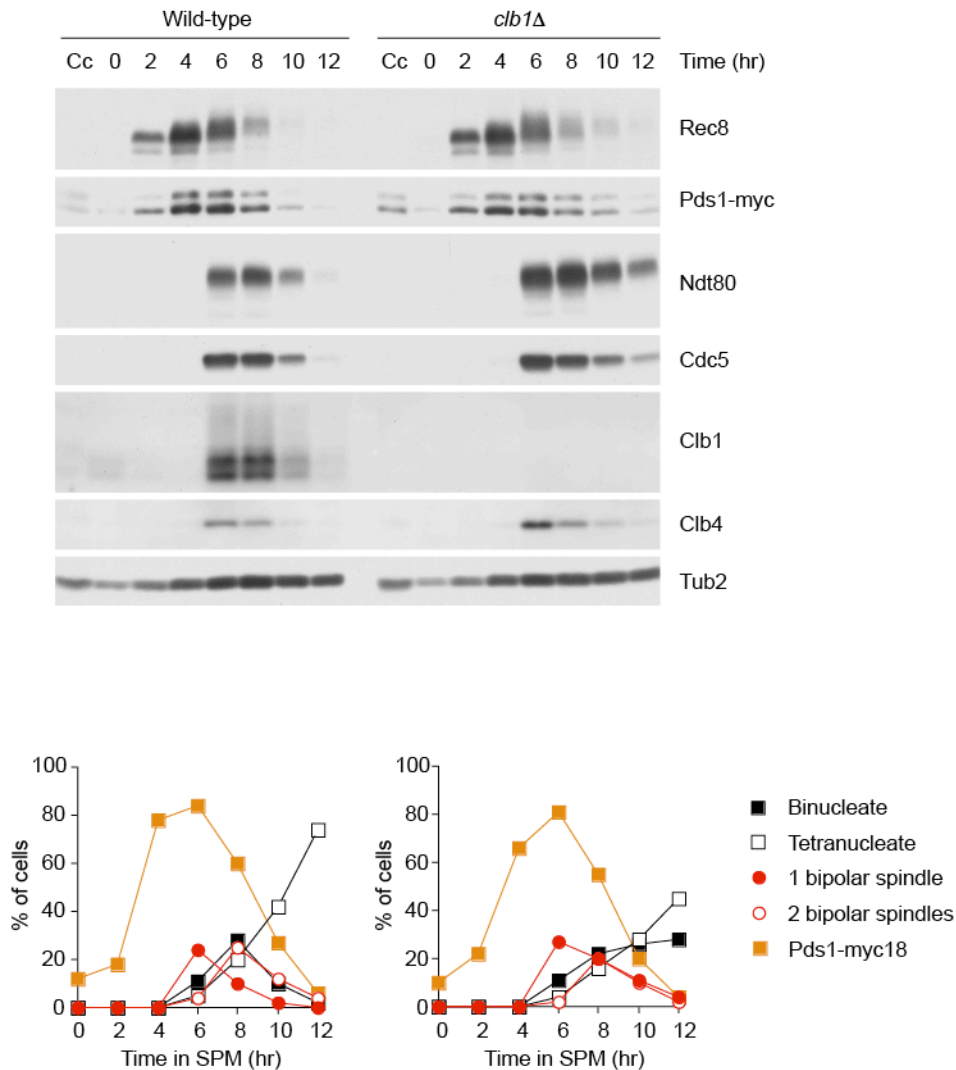 Wild-type clb1Δ
Cc 0 2 4 6 8 10 12 Cc 0 2 4 6 8 10 12 Time (hr)
Rec8
Pds1-myc
Ndt80
Cdc5
Clb1
Clb4
Tub2
100 100
80 80
60 60
40 40
20 20
0 0
% of cells % of cells
0 2 4 6 8 10 12 0 2 4 6 8 10 12
Time in SPM (hr) Time in SPM (hr)
Binucleate
Tetranucleate
1 bipolar spindle
2 bipolar spindles
Pds1-myc18